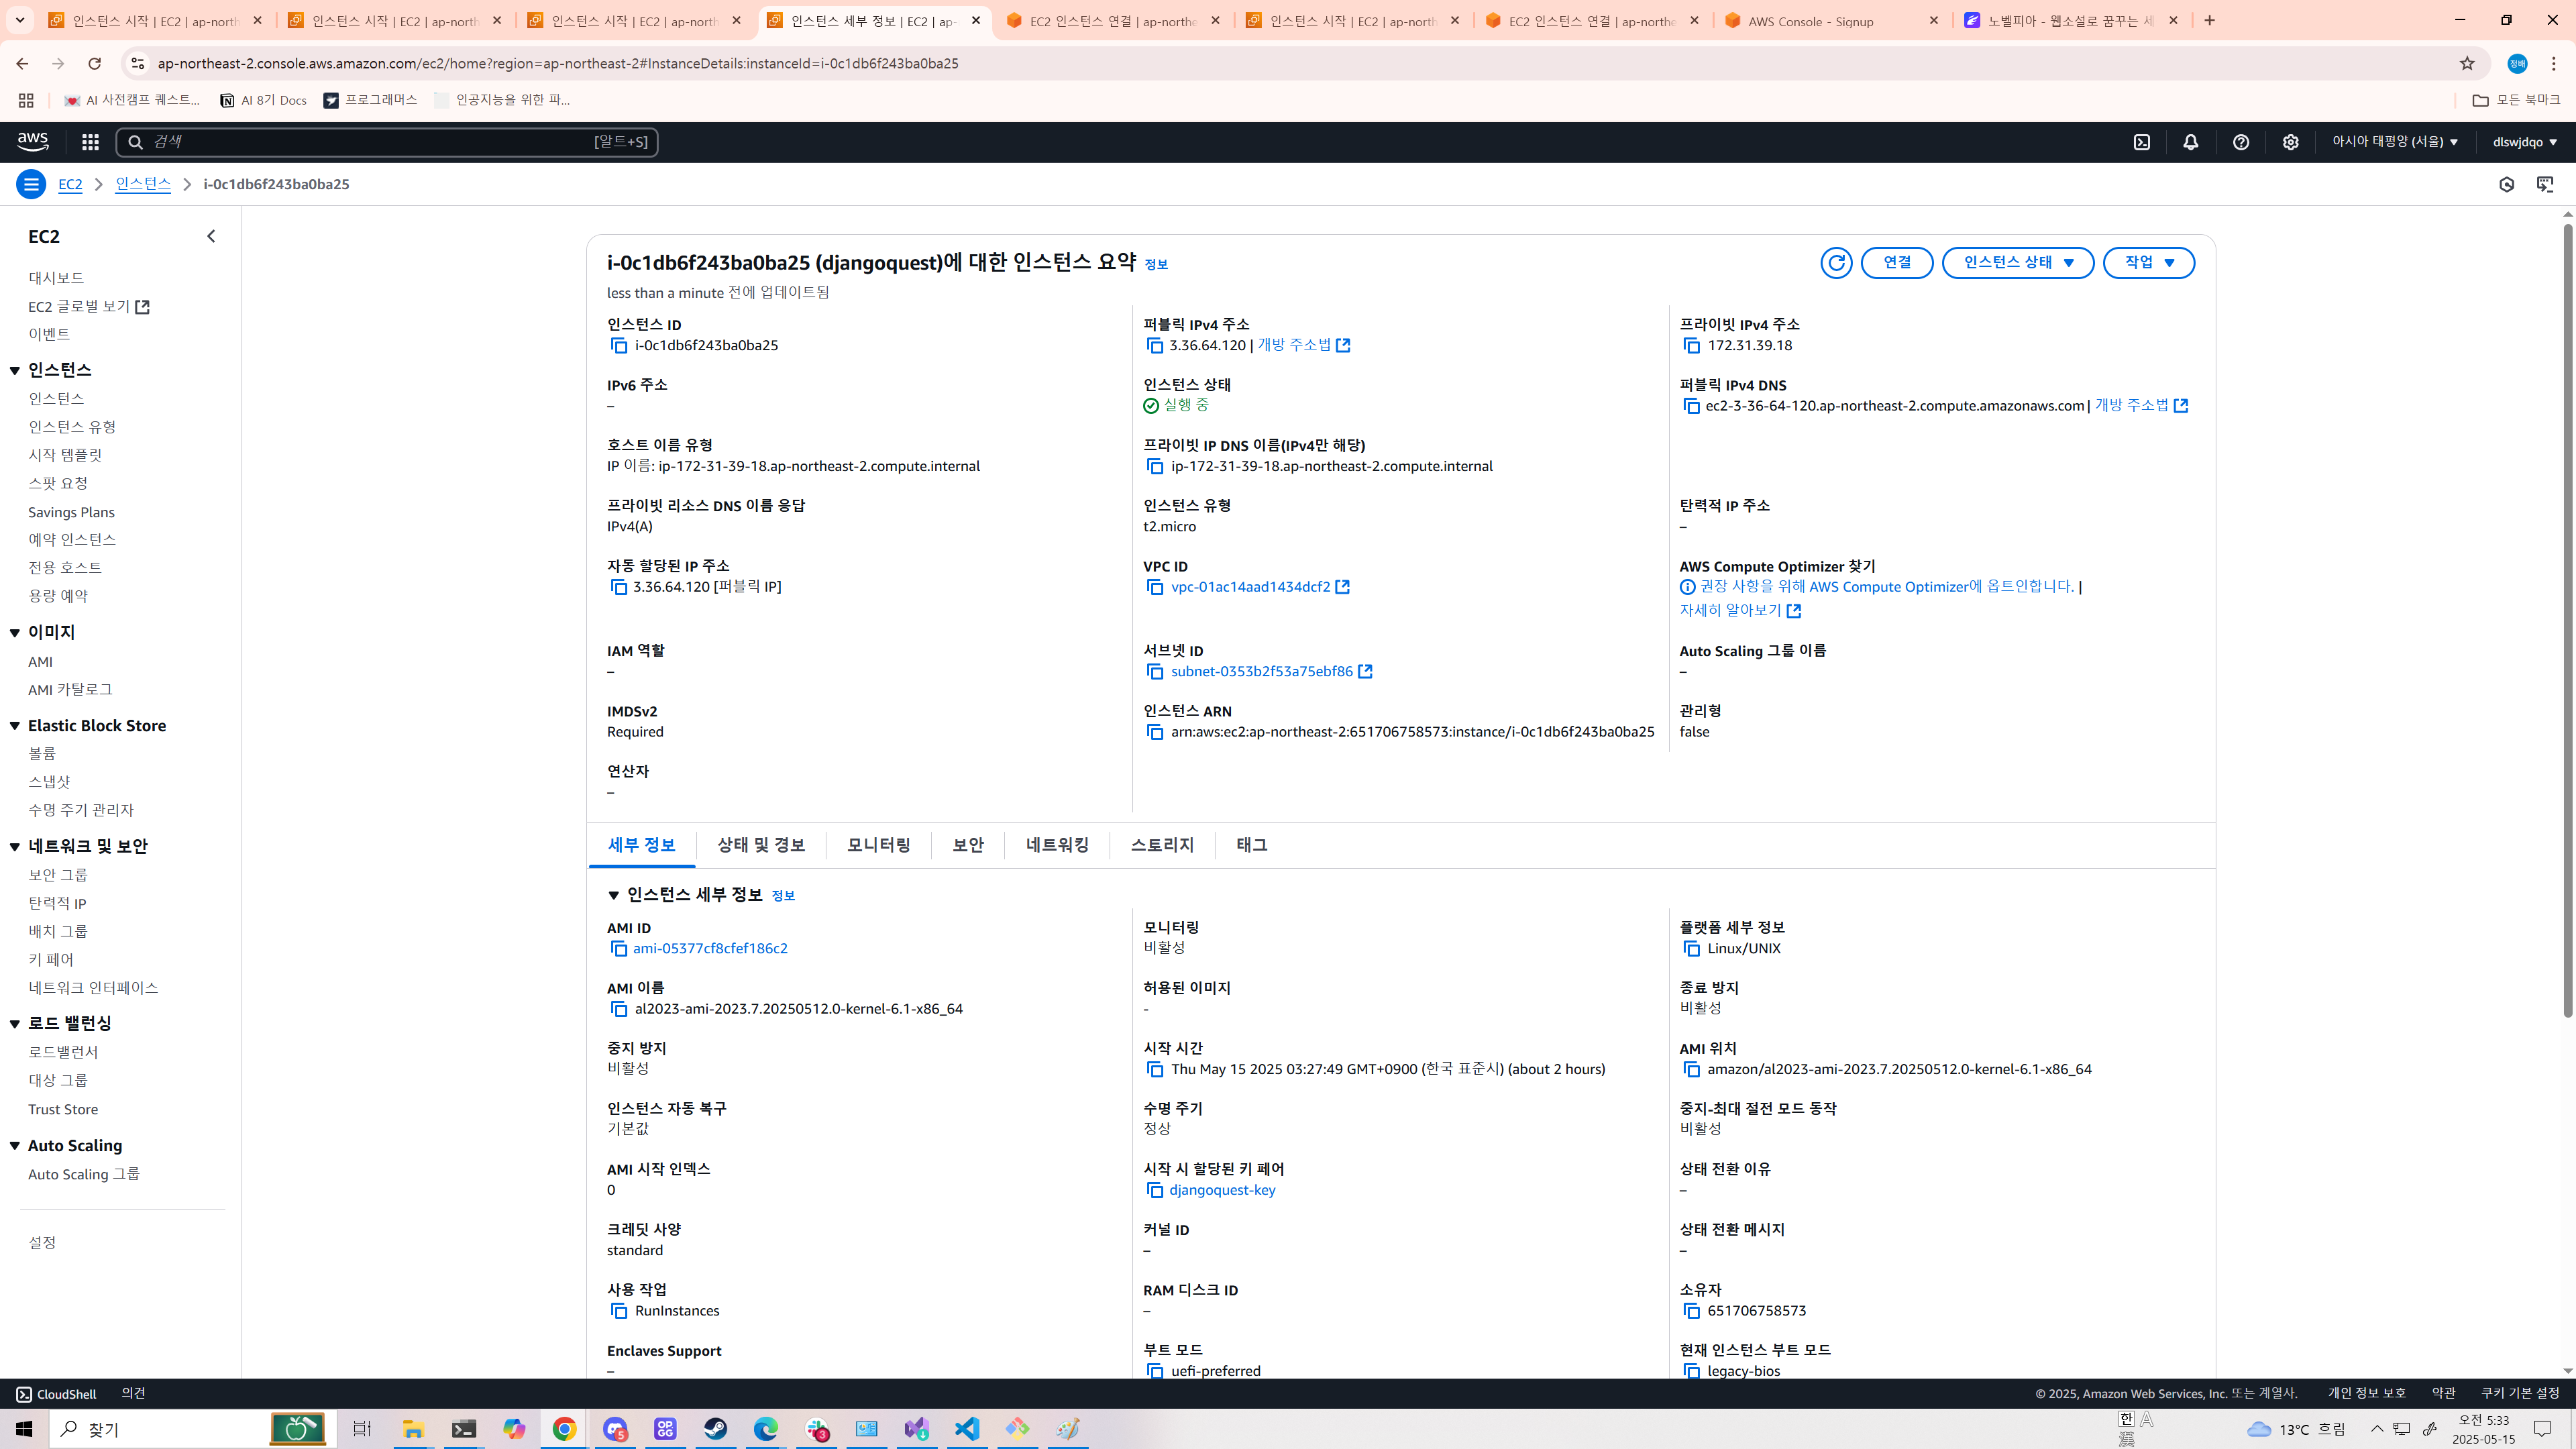 인스턴스 시작 | EC2 | ap-north
인스턴스 시작 | EC2 | ap-north
인스턴스 시작 | EC2 | ap-north
인스턴스 세부 정보 | EC2 | ap-
EC2 인스턴스 연결 | ap-northe
인스턴스 시작 | EC2 | ap-north
EC2 인스턴스 연결 | ap-northe
AWS Console - Signup
노벨피아 - 웹소설로 꿈꾸는 세
ap-northeast-2.console.aws.amazon.com/ec2/home?region=ap-northeast-2#InstanceDetails:instanceId=i-0c1db6f243ba0ba25
정배
AI 사전캠프 퀘스트...
AI 8기 Docs
프로그래머스
인공지능을 위한 파...
모든 북마크
aws
검색
[알트+S]
아시아 태평양 (서울)
dlswjdqo
EC2
인스턴스
i-0c1db6f243ba0ba25
EC2
대시보드
EC2 글로벌 보기
이벤트
인스턴스
인스턴스
인스턴스 유형
시작 템플릿
스팟 요청
Savings Plans
예약 인스턴스
전용 호스트
용량 예약
이미지
AMI
AMI 카탈로그
Elastic Block Store
볼륨
스냅샷
수명 주기 관리자
네트워크 및 보안
보안 그룹
탄력적 IP
배치 그룹
키 페어
네트워크 인터페이스
로드 밸런싱
로드밸런서
대상 그룹
Trust Store
Auto Scaling
Auto Scaling 그룹
설정
i-0c1db6f243ba0ba25 (djangoquest)에 대한 인스턴스 요약 정보
less than a minute 전에 업데이트됨
연결
인스턴스 상태
작업
인스턴스 ID
i-0c1db6f243ba0ba25
퍼블릭 IPv4 주소
3.36.64.120 | 개방 주소법
프라이빗 IPv4 주소
172.31.39.18
IPv6 주소
–
인스턴스 상태
실행 중
퍼블릭 IPv4 DNS
ec2-3-36-64-120.ap-northeast-2.compute.amazonaws.com | 개방 주소법
호스트 이름 유형
IP 이름: ip-172-31-39-18.ap-northeast-2.compute.internal
프라이빗 IP DNS 이름(IPv4만 해당)
ip-172-31-39-18.ap-northeast-2.compute.internal
프라이빗 리소스 DNS 이름 응답
IPv4(A)
인스턴스 유형
t2.micro
탄력적 IP 주소
–
자동 할당된 IP 주소
3.36.64.120 [퍼블릭 IP]
VPC ID
vpc-01ac14aad1434dcf2
AWS Compute Optimizer 찾기
권장 사항을 위해 AWS Compute Optimizer에 옵트인합니다. |
자세히 알아보기
IAM 역할
–
서브넷 ID
subnet-0353b2f53a75ebf86
Auto Scaling 그룹 이름
–
IMDSv2
Required
인스턴스 ARN
arn:aws:ec2:ap-northeast-2:651706758573:instance/i-0c1db6f243ba0ba25
관리형
false
연산자
–
세부 정보
상태 및 경보
모니터링
보안
네트워킹
스토리지
태그
인스턴스 세부 정보 정보
AMI ID
ami-05377cf8cfef186c2
모니터링
비활성
플랫폼 세부 정보
Linux/UNIX
AMI 이름
al2023-ami-2023.7.20250512.0-kernel-6.1-x86_64
허용된 이미지
-
종료 방지
비활성
중지 방지
비활성
시작 시간
Thu May 15 2025 03:27:49 GMT+0900 (한국 표준시) (about 2 hours)
AMI 위치
amazon/al2023-ami-2023.7.20250512.0-kernel-6.1-x86_64
인스턴스 자동 복구
기본값
수명 주기
정상
중지-최대 절전 모드 동작
비활성
AMI 시작 인덱스
0
시작 시 할당된 키 페어
djangoquest-key
상태 전환 이유
–
크레딧 사양
standard
커널 ID
–
상태 전환 메시지
–
사용 작업
RunInstances
RAM 디스크 ID
–
소유자
651706758573
Enclaves Support
–
부트 모드
uefi-preferred
현재 인스턴스 부트 모드
legacy-bios
CloudShell
의견
© 2025, Amazon Web Services, Inc. 또는 계열사.
개인 정보 보호
약관
쿠키 기본 설정
찾기
OP.GG
5
3
한 A
漢
13°C 흐림
오전 5:33
2025-05-15